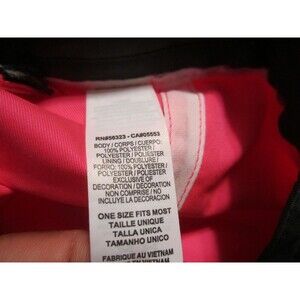 RN#56323 - CA#05553
BODY / CORPS / CUERPO:
100% POLYESTER /
POLYESTER / POLIESTER
LINING / DOUBLURE /
FORRO: 100% POLYESTER
/ POLYESTER / POLIESTER
EXCLUSIVE OF
DECORATION / DECORATION
NON COMPRISE / NO
INCLUYE LA DECORACION
ONE SIZE FITS MOST
TAILLE UNIQUE
TALLA UNICA
TAMANHO UNICO
FABRIQUE AU VIETNAM